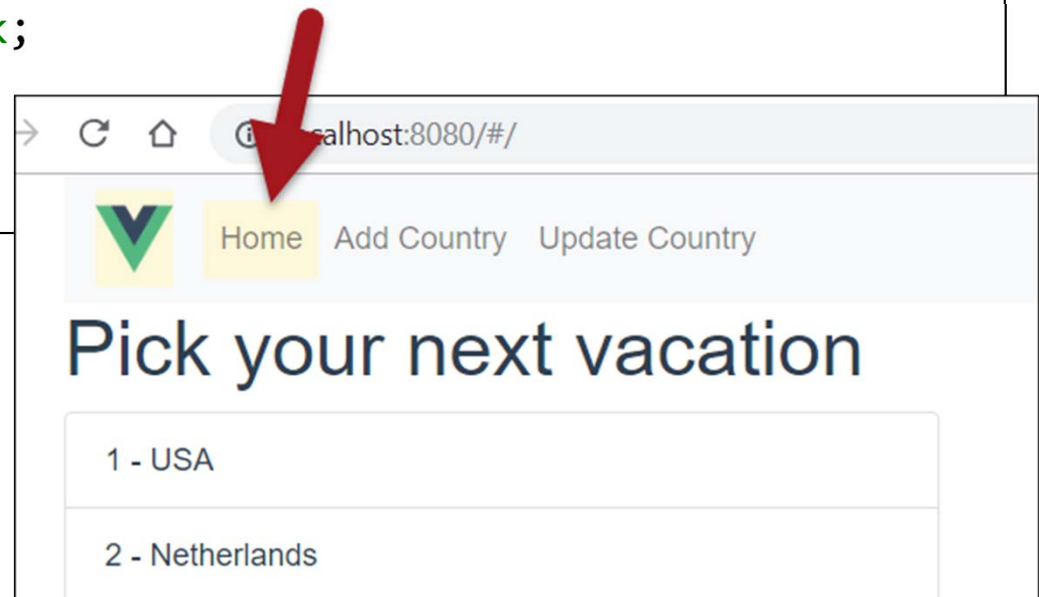 ;
localhost:8080/#/
Home Add Country Update Country
Pick your next vacation
1 - USA
2 - Netherlands